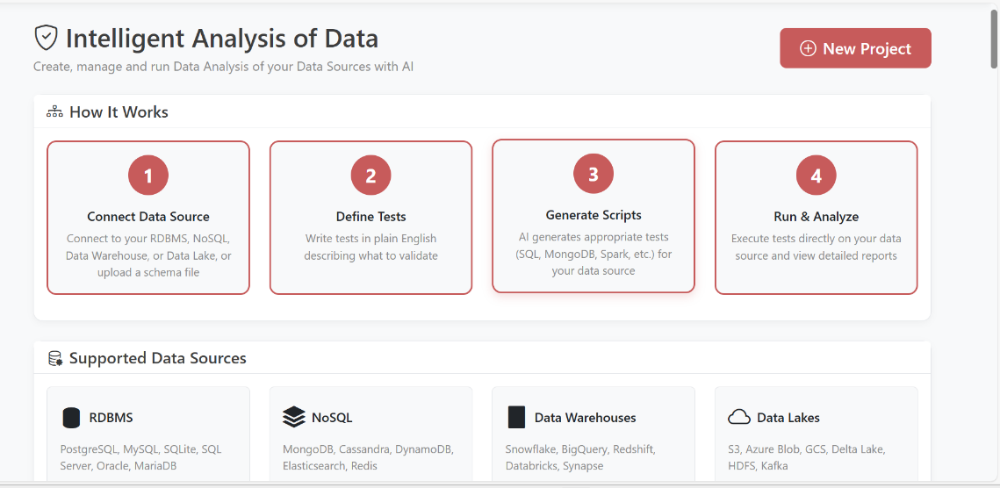 Intelligent Analysis of Data
Create, manage and run Data Analysis of your Data Sources with AI
New Project
How It Works
1
Connect Data Source
Connect to your RDBMS, NoSQL,
Data Warehouse, or Data Lake, or
upload a schema file
2
Define Tests
Write tests in plain English
describing what to validate
3
Generate Scripts
AI generates appropriate tests
(SQL, MongoDB, Spark, etc.) for
your data source
4
Run & Analyze
Execute tests directly on your data
source and view detailed reports
Supported Data Sources
RDBMS
PostgreSQL, MySQL, SQLite, SQL
Server, Oracle, MariaDB
NoSQL
MongoDB, Cassandra, DynamoDB,
Elasticsearch, Redis
Data Warehouses
Snowflake, BigQuery, Redshift,
Databricks, Synapse
Data Lakes
S3, Azure Blob, GCS, Delta Lake,
HDFS, Kafka